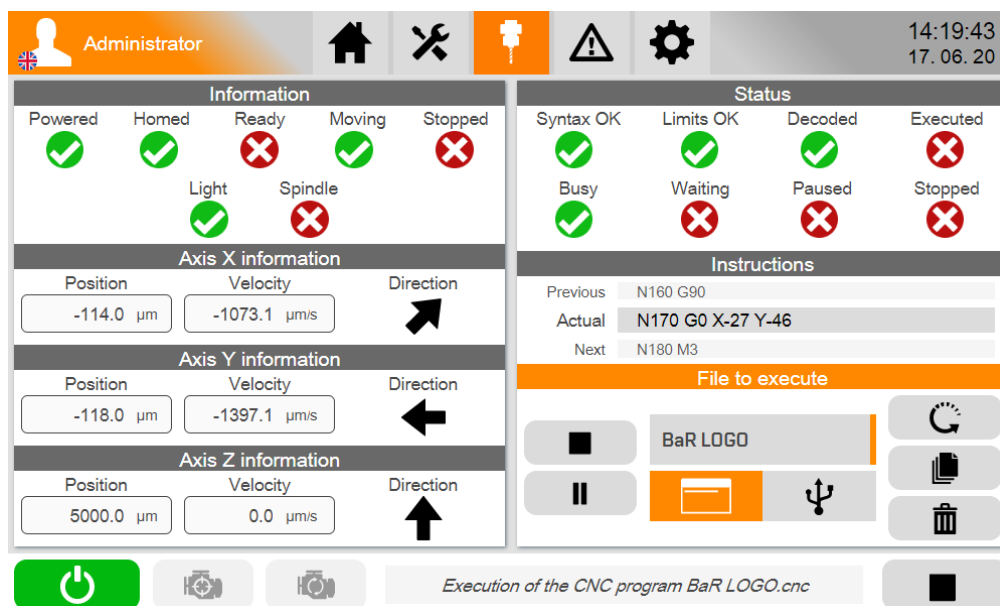 Administrator
14:19:43
17. 06. 20
Information
Powered Homed Ready Moving Stopped
Light Spindle
Axis X information
Position Velocity Direction
-114.0 µm -1073.1 µm/s
Axis Y information
Position Velocity Direction
-118.0 µm -1397.1 µm/s
Axis Z information
Position Velocity Direction
5000.0 µm 0.0 µm/s
Status
Syntax OK Limits OK Decoded Executed
Busy Waiting Paused Stopped
Instructions
Previous N160 G90
Actual N170 G0 X-27 Y-46
Next N180 M3
File to execute
BaR LOGO
Execution of the CNC program BaR LOGO.cnc